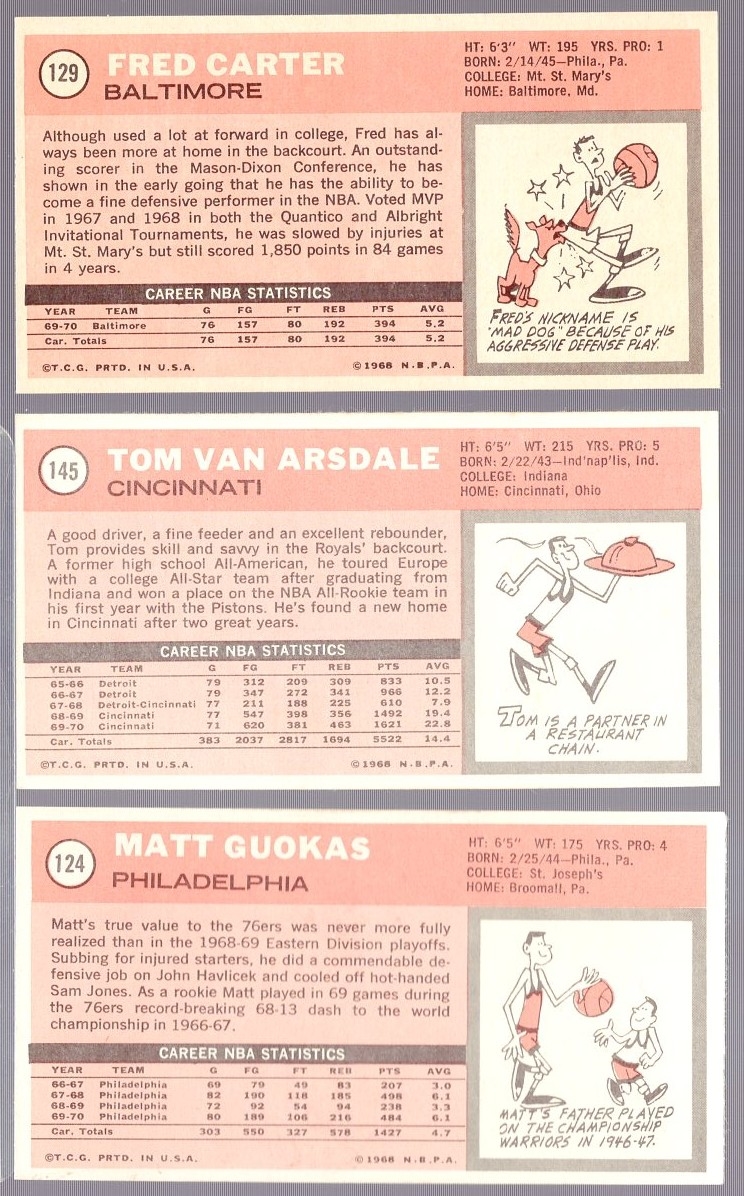 129
FRED CARTER
BALTIMORE
HT: 6'3" WT: 195 YRS. PRO: 1
BORN: 2/14/45—Phila., Pa.
COLLEGE: Mt. St. Mary's
HOME: Baltimore, Md.
Although used a lot at forward in college, Fred has al-
ways been more at home in the backcourt. An outstand-
ing scorer in the Mason-Dixon Conference, he has
shown in the early going that he has the ability to be-
come a fine defensive performer in the NBA. Voted MVP
in 1967 and 1968 in both the Quantico and Albright
Invitational Tournaments, he was slowed by injuries at
Mt. St. Mary's but still scored 1,850 points in 84 games
in 4 years.
CAREER NBA STATISTICS
YEAR TEAM G FG FT REB PTS AVG
69-70 Baltimore 76 157 80 192 394 5.2
Car. Totals 76 157 80 192 394 5.2
©T.C.G. PRTD. IN U.S.A. ©1968 N.B.P.A.
FRED'S NICKNAME IS
"MAD DOG" BECAUSE OF HIS
AGGRESSIVE DEFENSE PLAY.
145
TOM VAN ARSDALE
CINCINNATI
HT: 6'5" WT: 215 YRS. PRO: 5
BORN: 2/22/43—Ind'nap'lis, Ind.
COLLEGE: Indiana
HOME: Cincinnati, Ohio
A good driver, a fine feeder and an excellent rebounder,
Tom provides skill and savvy in the Royals' backcourt.
A former high school All-American, he toured Europe
with a college All-Star team after graduating from
Indiana and won a place on the NBA All-Rookie team in
his first year with the Pistons. He's found a new home
in Cincinnati after two great years.
CAREER NBA STATISTICS
YEAR TEAM G FG FT REB PTS AVG
65-66 Detroit 79 312 209 309 833 10.5
66-67 Detroit 79 347 272 341 966 12.2
67-68 Detroit-Cincinnati 77 211 188 225 610 7.9
68-69 Cincinnati 77 547 398 356 1492 19.4
69-70 Cincinnati 71 620 381 463 1621 22.8
Car. Totals 383 2037 2817 1694 5522 14.4
©T.C.G. PRTD. IN U.S.A. ©1968 N.B.P.A.
TOM IS A PARTNER IN
A RESTAURANT
CHAIN.
124
MATT GUOKAS
PHILADELPHIA
HT: 6'5" WT: 175 YRS. PRO: 4
BORN: 2/25/44—Phila., Pa.
COLLEGE: St. Joseph's
HOME: Broomall, Pa.
Matt's true value to the 76ers was never more fully
realized than in the 1968-69 Eastern Division playoffs.
Subbing for injured starters, he did a commendable de-
fensive job on John Havlicek and cooled off hot-handed
Sam Jones. As a rookie Matt played in 69 games during
the 76ers record-breaking 68-13 dash to the world
championship in 1966-67.
CAREER NBA STATISTICS
YEAR TEAM G FG FT REB PTS AVG
66-67 Philadelphia 69 79 49 83 207 3.0
67-68 Philadelphia 82 190 118 185 498 6.1
68-69 Philadelphia 72 92 54 94 238 3.3
69-70 Philadelphia 80 189 106 216 484 6.1
Car. Totals 303 550 327 578 1427 4.7
©T.C.G. PRTD. IN U.S.A. ©1968 N.B.P.A.
MATT'S FATHER PLAYED
ON THE CHAMPIONSHIP
WARRIORS IN 1946-47.